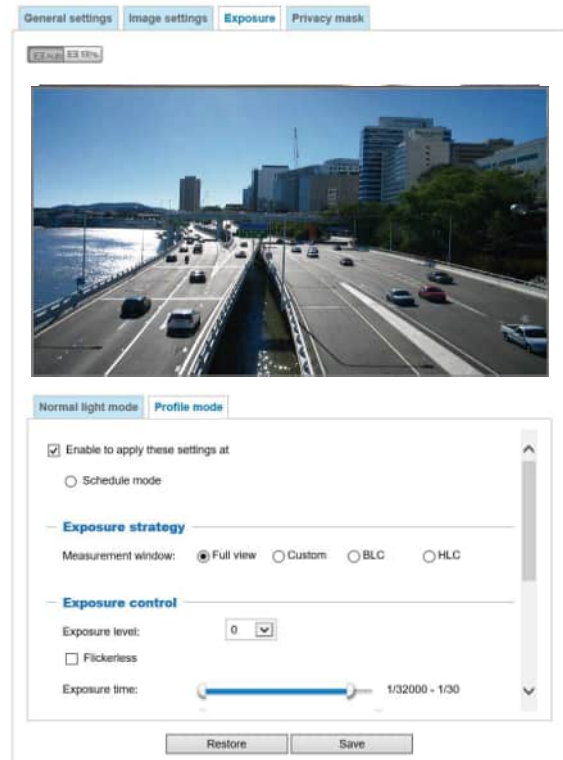 General settings Image settings Exposure Privacy mask
Auto 100%
Normal light mode Profile mode
Enable to apply these settings at
Schedule mode
Exposure strategy
Measurement window: Full view Custom BLC HLC
Exposure control
Exposure level: 0
Flickerless
Exposure time: 1/32000 - 1/30
Restore Save